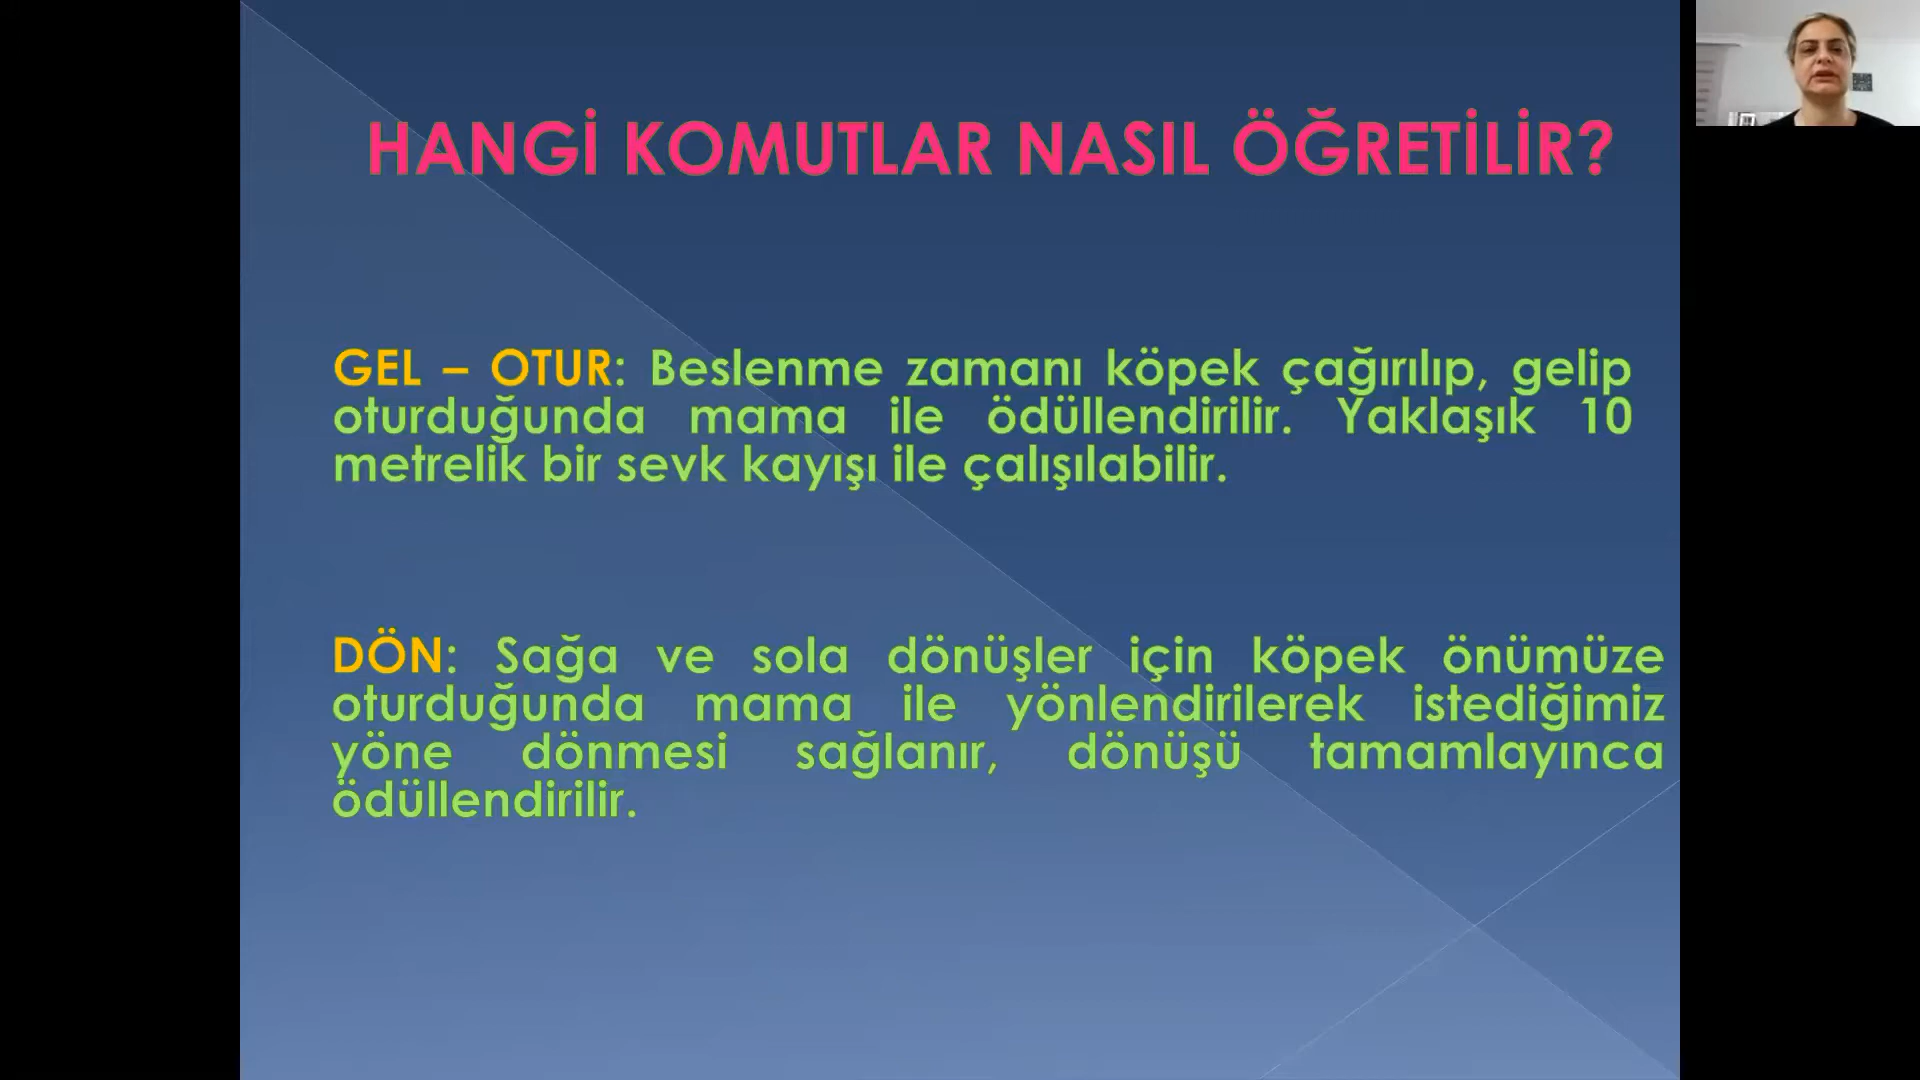 HANGİ KOMUTLAR NASIL ÖĞRETİLİR?
GEL – OTUR: Beslenme zamanı köpek çağırılıp, gelip
oturduğunda mama ile ödüllendirilir. Yaklaşık 10
metrelik bir sevk kayışı ile çalışılabilir.
DÖN: Sağa ve sola dönüşler için köpek önümüze
oturduğunda mama ile yönlendirilerek istediğimiz
yöne dönmesi sağlanır, dönüşü tamamlayınca
ödüllendirilir.